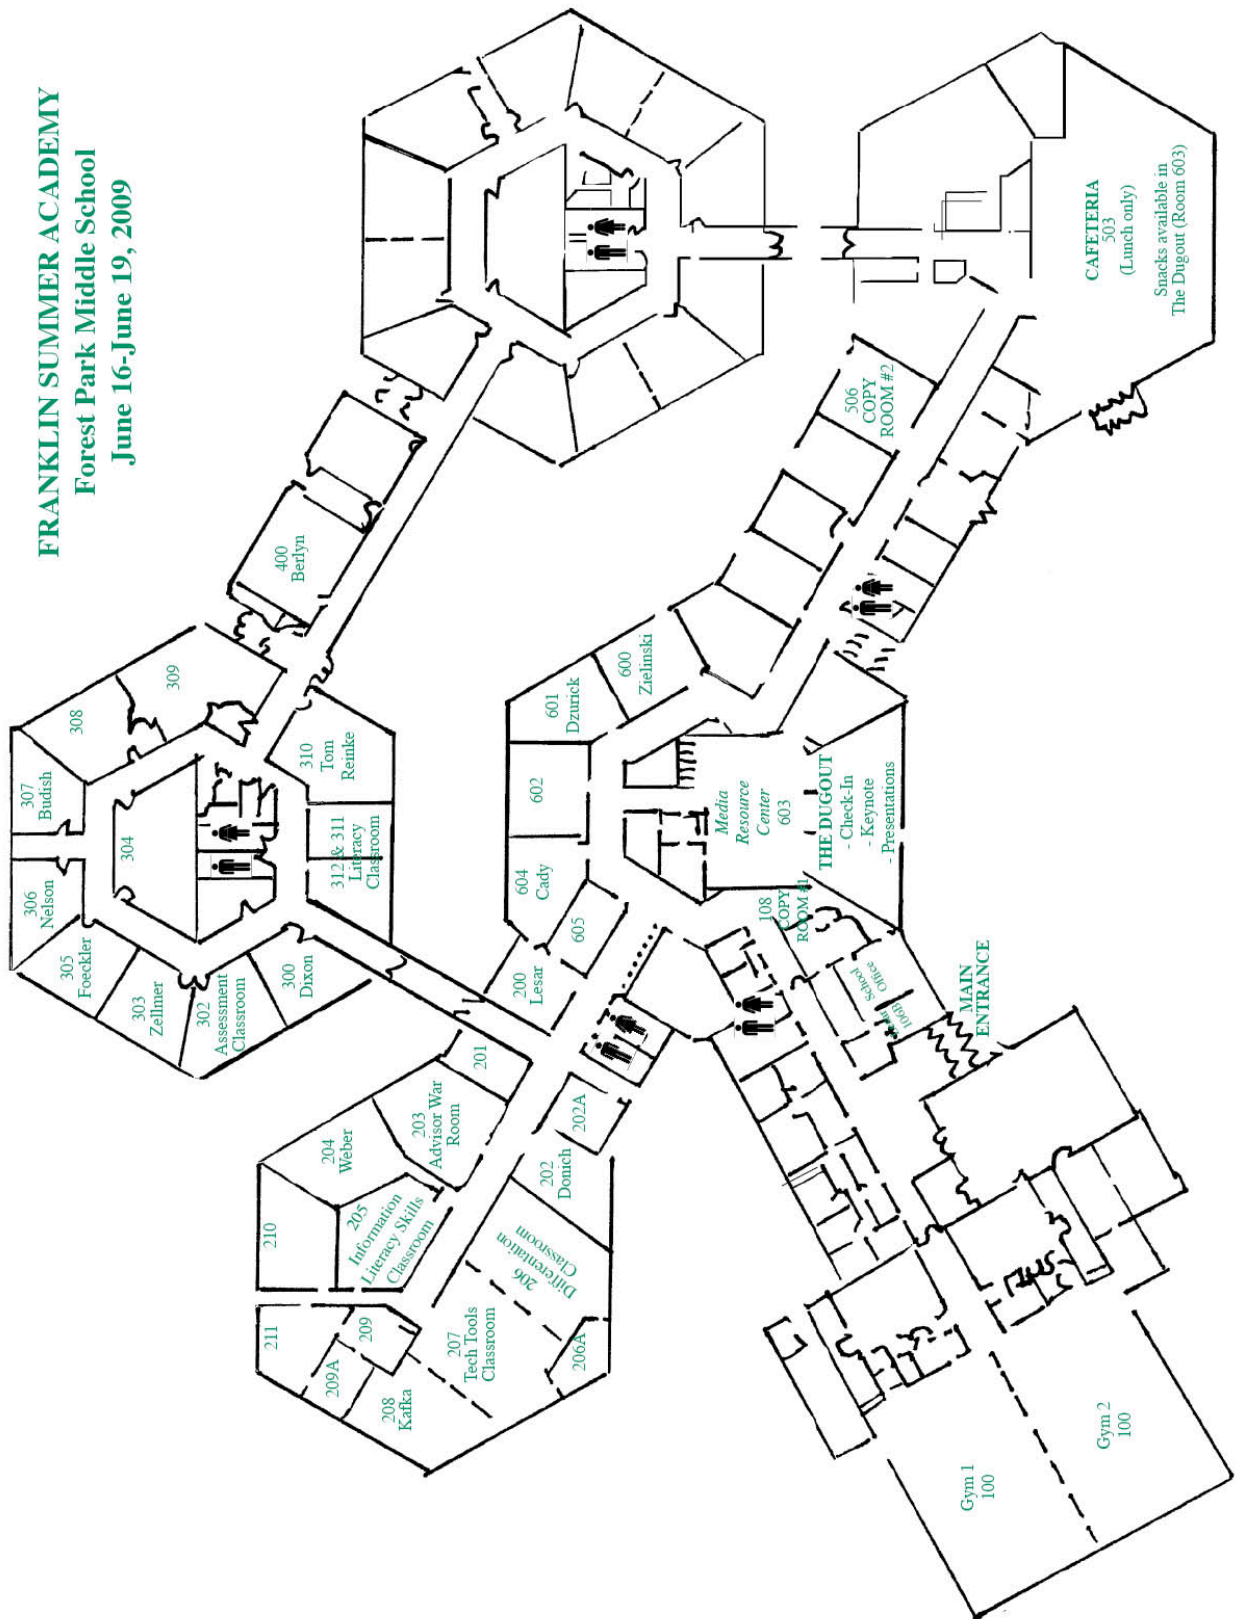 FRANKLIN SUMMER ACADEMY
Forest Park Middle School
June 16-June 19, 2009
306
Nelson
307
Budish
305
Foeckler
308
304
303
Zellmer
309
302
Assessment
Classroom
300
Dixon
310
Tom
Reinke
312 & 311
Literacy
Classroom
400
Berlyn
211
210
204
Weber
209A
209
205
Information
Literacy Skills
Classroom
203
Advisor War
Room
201
208
Kafka
207
Tech Tools
Classroom
206
Differentation
Classroom
206A
202
Donich
202A
200
Lesar
605
604
Cady
602
601
Dzurick
600
Zielinski
Media
Resource
Center
603
THE DUGOUT
- Check-In
- Keynote
- Presentations
108
COPY
ROOM #1
School
Office
106B
MAIN
ENTRANCE
506
COPY
ROOM #2
CAFETERIA
503
(Lunch only)
Snacks available in
The Dugout (Room 603)
Gym 1
100
Gym 2
100